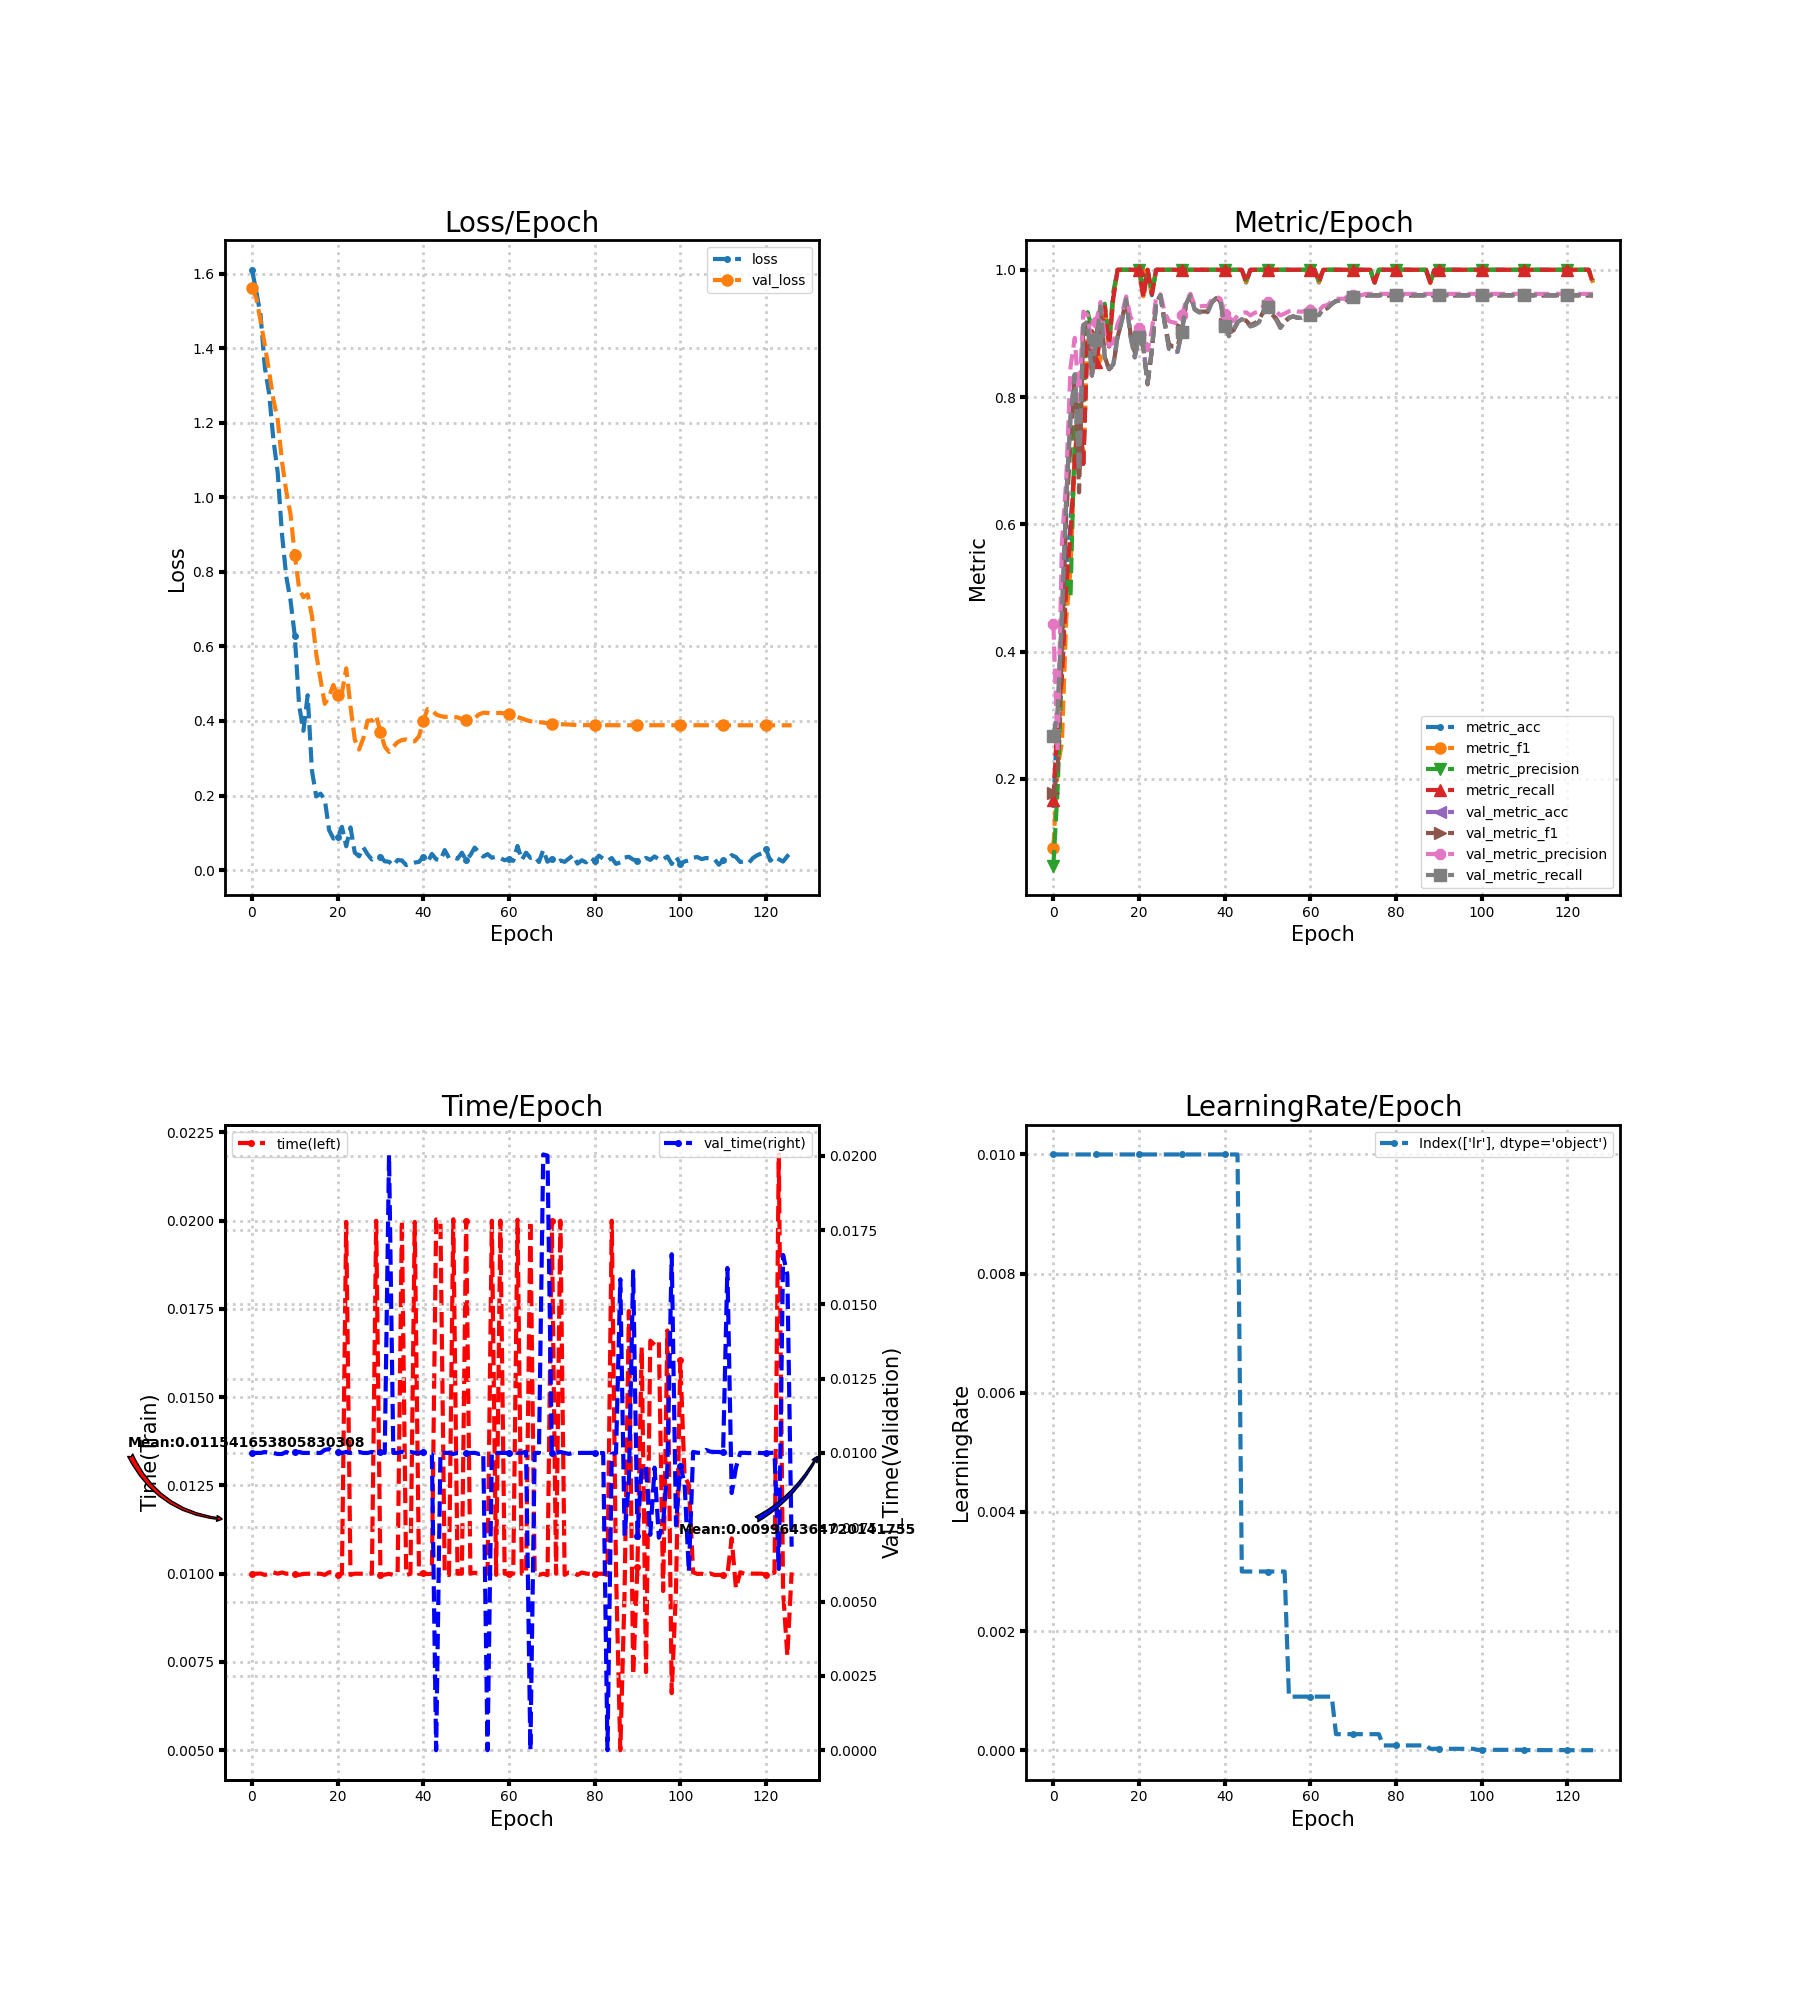 Loss/Epoch
1.6
1.4
1.2
1.0
0.8
0.6
0.4
0.2
0.0
Loss
loss
val_loss
0 20 40 60 80 100 120
Epoch
Metric/Epoch
1.0
0.8
0.6
0.4
0.2
Metric
metric_acc
metric_f1
metric_precision
metric_recall
val_metric_acc
val_metric_f1
val_metric_precision
val_metric_recall
0 20 40 60 80 100 120
Epoch
Time/Epoch
0.0225
0.0200
0.0175
0.0150
0.0125
0.0100
0.0075
0.0050
Time(Train)
time(left)
val_time(right)
Mean:0.011541653805830308
Mean:0.009964364720141755
0.0200
0.0175
0.0150
0.0125
0.0100
0.0075
0.0050
0.0025
0.0000
Val_Time(Validation)
0 20 40 60 80 100 120
Epoch
LearningRate/Epoch
0.010
0.008
0.006
0.004
0.002
0.000
LearningRate
Index(['lr'], dtype='object')
0 20 40 60 80 100 120
Epoch